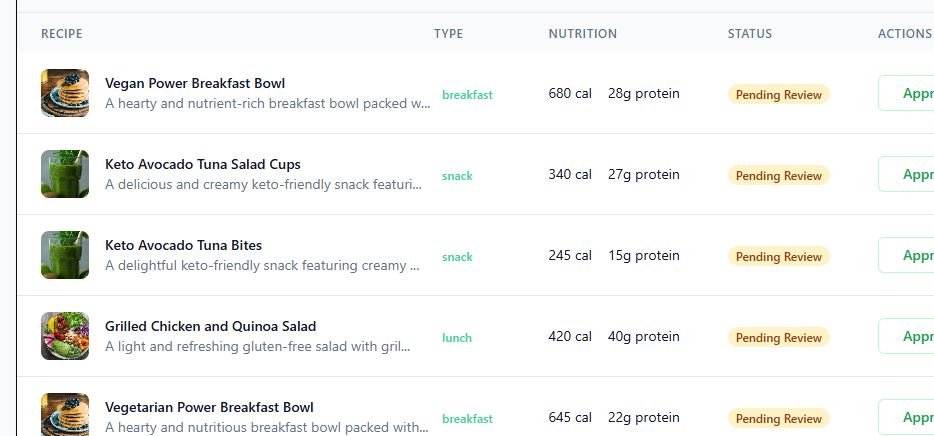 RECIPE TYPE NUTRITION STATUS ACTIONS
Vegan Power Breakfast Bowl
A hearty and nutrient-rich breakfast bowl packed w...
breakfast 680 cal 28g protein Pending Review Appr
Keto Avocado Tuna Salad Cups
A delicious and creamy keto-friendly snack featuri...
snack 340 cal 27g protein Pending Review Appr
Keto Avocado Tuna Bites
A delightful keto-friendly snack featuring creamy ...
snack 245 cal 15g protein Pending Review Appr
Grilled Chicken and Quinoa Salad
A light and refreshing gluten-free salad with gril...
lunch 420 cal 40g protein Pending Review Appr
Vegetarian Power Breakfast Bowl
A hearty and nutritious breakfast bowl packed with...
breakfast 645 cal 22g protein Pending Review Appr